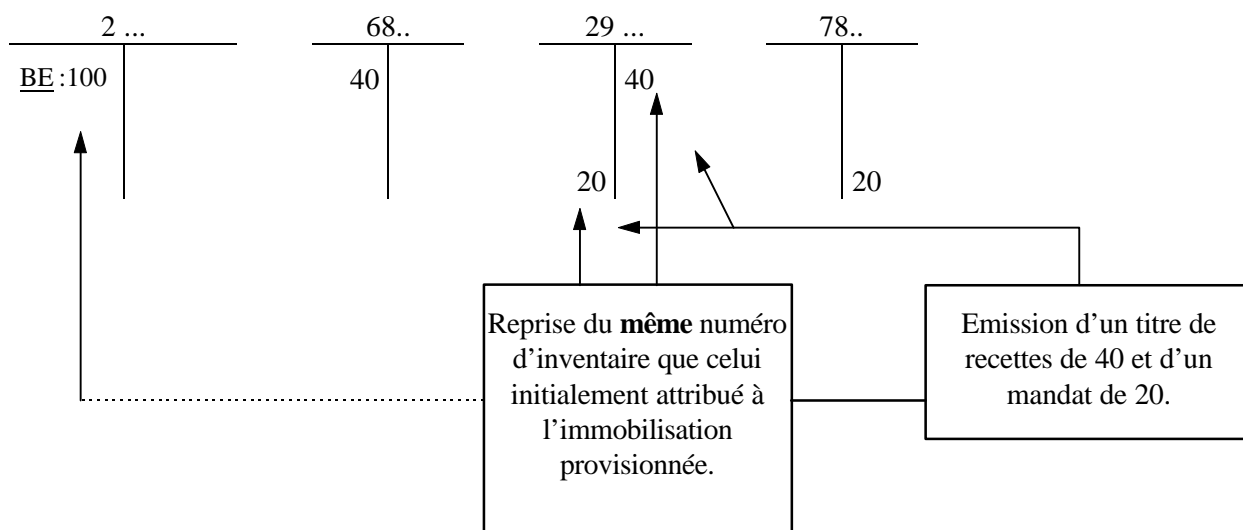 2 ... 68.. 29 ... 78..
BE :100 40 40
20 20
Reprise du même numéro
d'inventaire que celui
initialement attribué à
l'immobilisation
provisionnée.
Emission d'un titre de
recettes de 40 et d'un
mandat de 20.